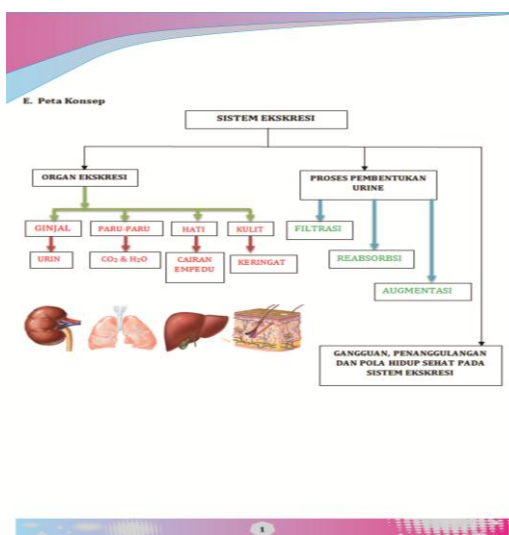 E. Peta Konsep
SISTEM EKSKRESI
ORGAN EKSKRESI
PROSES PEMBENTUKAN
URINE
GINJAL
PARU-PARU
HATI
KULIT
FILTRASI
URIN
CO₂ & H₂O
CAIRAN
EMPEDU
KERINGAT
REABSORBSI
AUGMENTASI
GANGGUAN, PENANGGULANGAN
DAN POLA HIDUP SEHAT PADA
SISTEM EKSKRESI
1